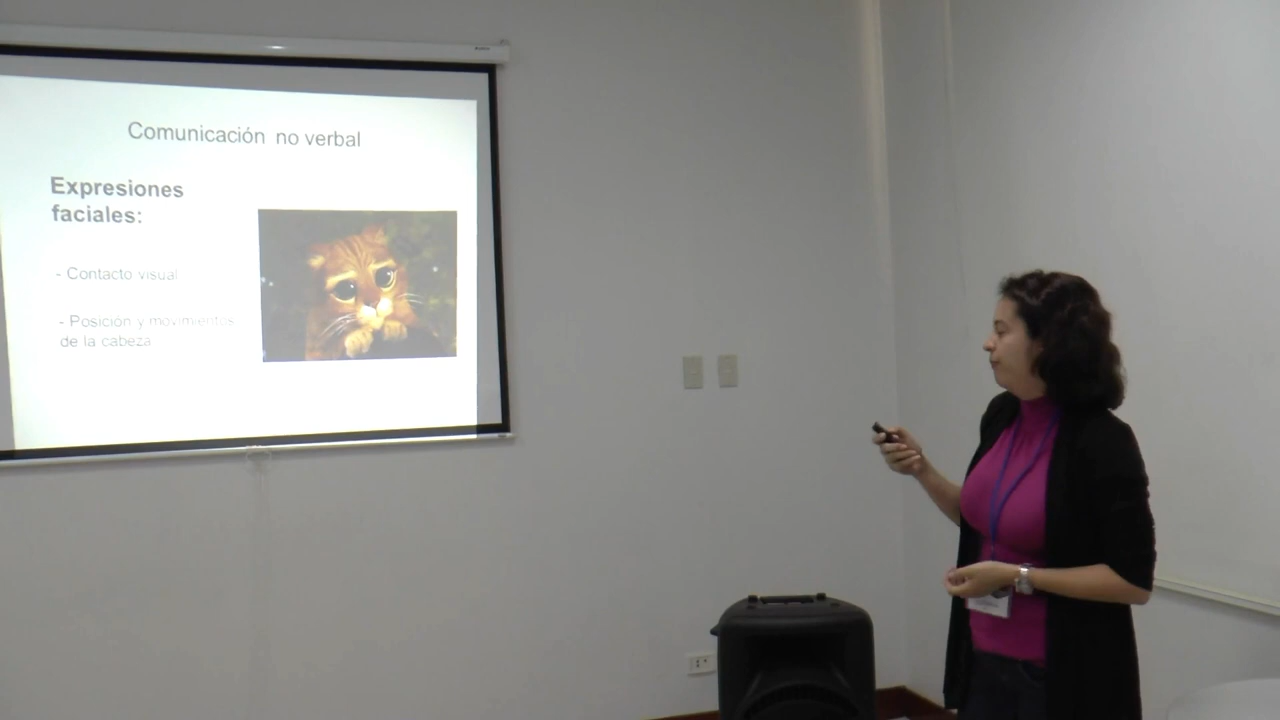 Comunicación no verbal
Expresiones
faciales:
- Contacto visual
- Posición y movimientos
de la cabeza